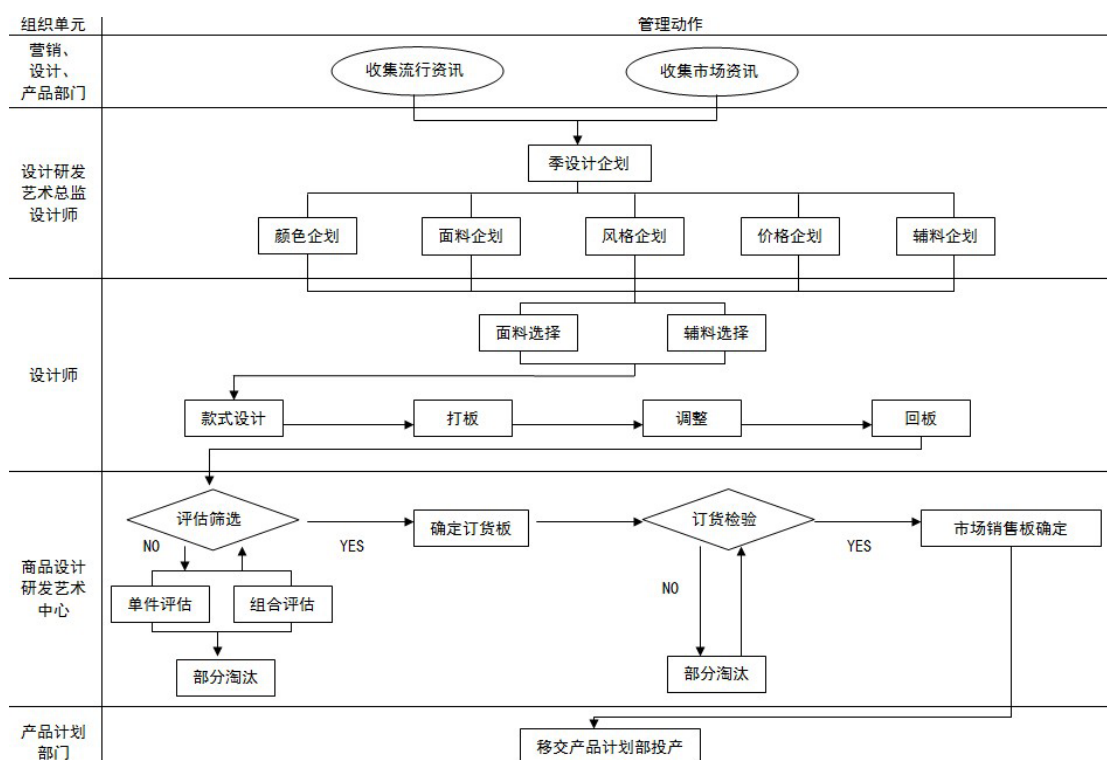 组织单元
管理动作
营销、
设计、
产品部门
收集流行资讯
收集市场资讯
设计研发
艺术总监
设计师
季设计企划
颜色企划
面料企划
风格企划
价格企划
辅料企划
设计师
面料选择
辅料选择
款式设计
打板
调整
回板
商品设计
研发艺术
中心
评估筛选
YES
NO
确定订货板
订货检验
YES
NO
市场销售板确定
单件评估
组合评估
部分淘汰
部分淘汰
产品计划
部门
移交产品计划部投产